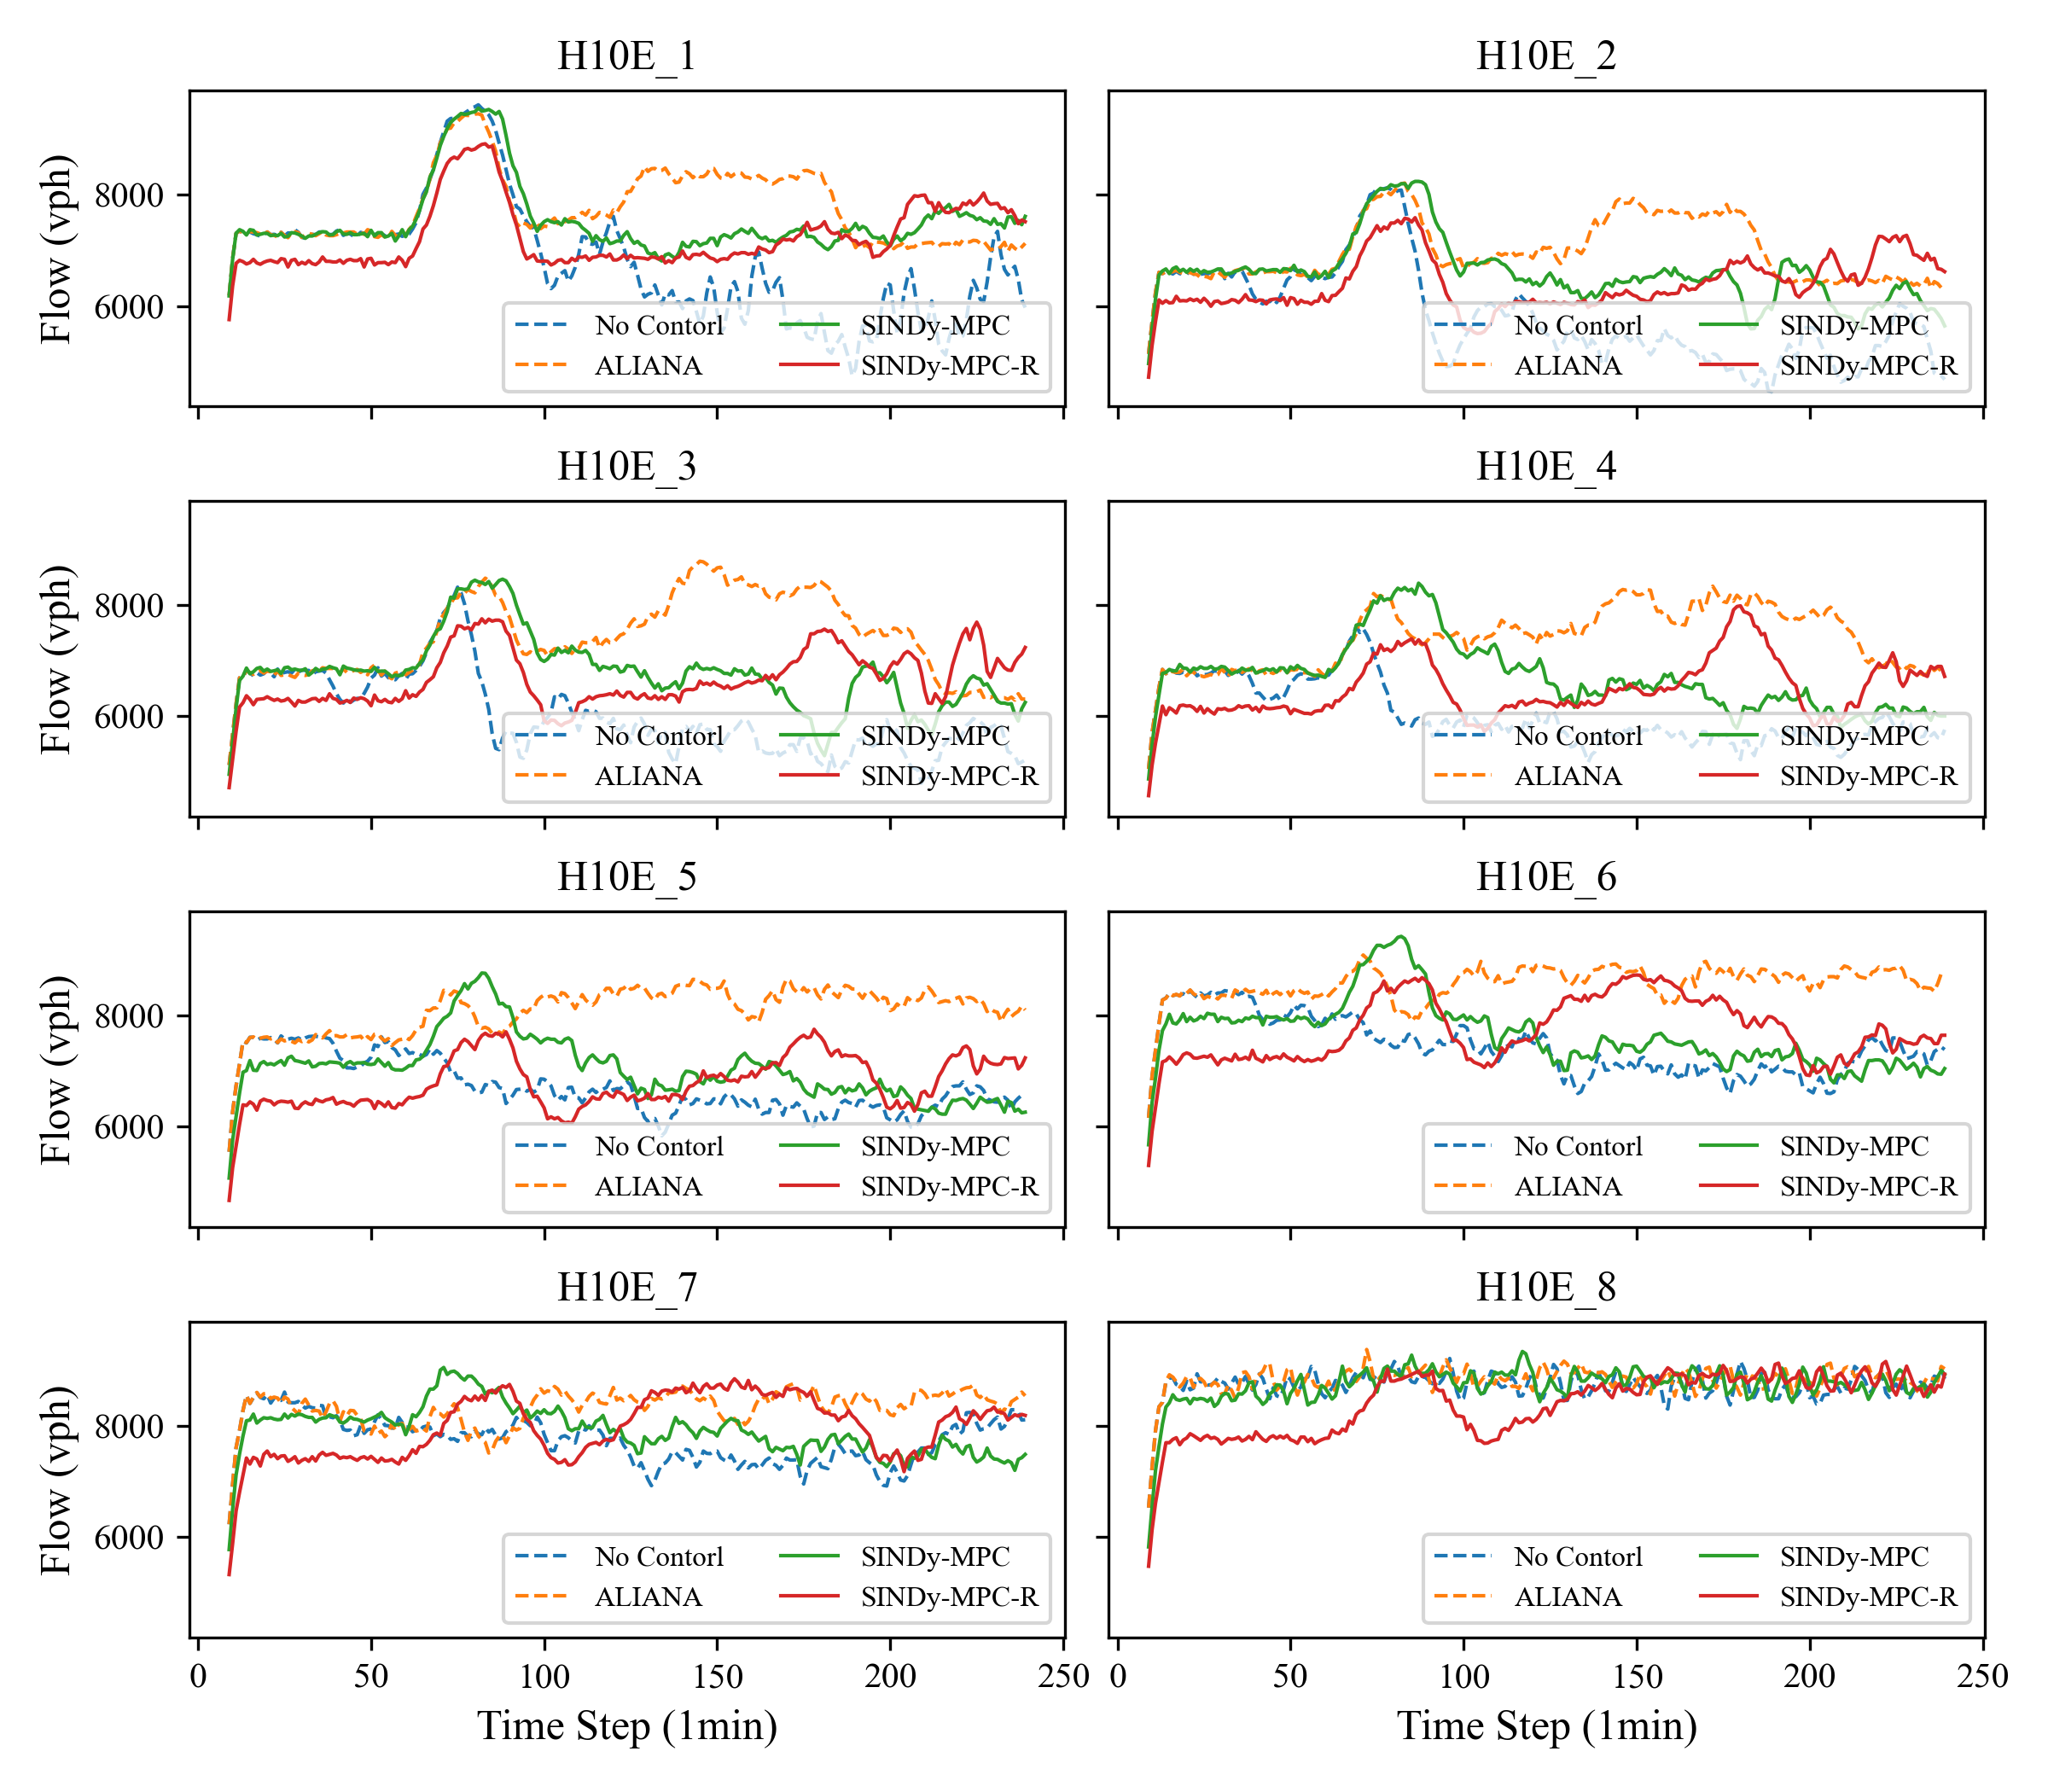 H10E_1
H10E_2
Flow (vph)
8000
6000
No Contorl
ALIANA
SINDy-MPC
SINDy-MPC-R
No Contorl
ALIANA
SINDy-MPC
SINDy-MPC-R
H10E_3
H10E_4
Flow (vph)
8000
6000
No Contorl
ALIANA
SINDy-MPC
SINDy-MPC-R
No Contorl
ALIANA
SINDy-MPC
SINDy-MPC-R
H10E_5
H10E_6
Flow (vph)
8000
6000
No Contorl
ALIANA
SINDy-MPC
SINDy-MPC-R
No Contorl
ALIANA
SINDy-MPC
SINDy-MPC-R
H10E_7
H10E_8
Flow (vph)
8000
6000
No Contorl
ALIANA
SINDy-MPC
SINDy-MPC-R
No Contorl
ALIANA
SINDy-MPC
SINDy-MPC-R
0 50 100 150 200 250
0 50 100 150 200 250
Time Step (1min)
Time Step (1min)